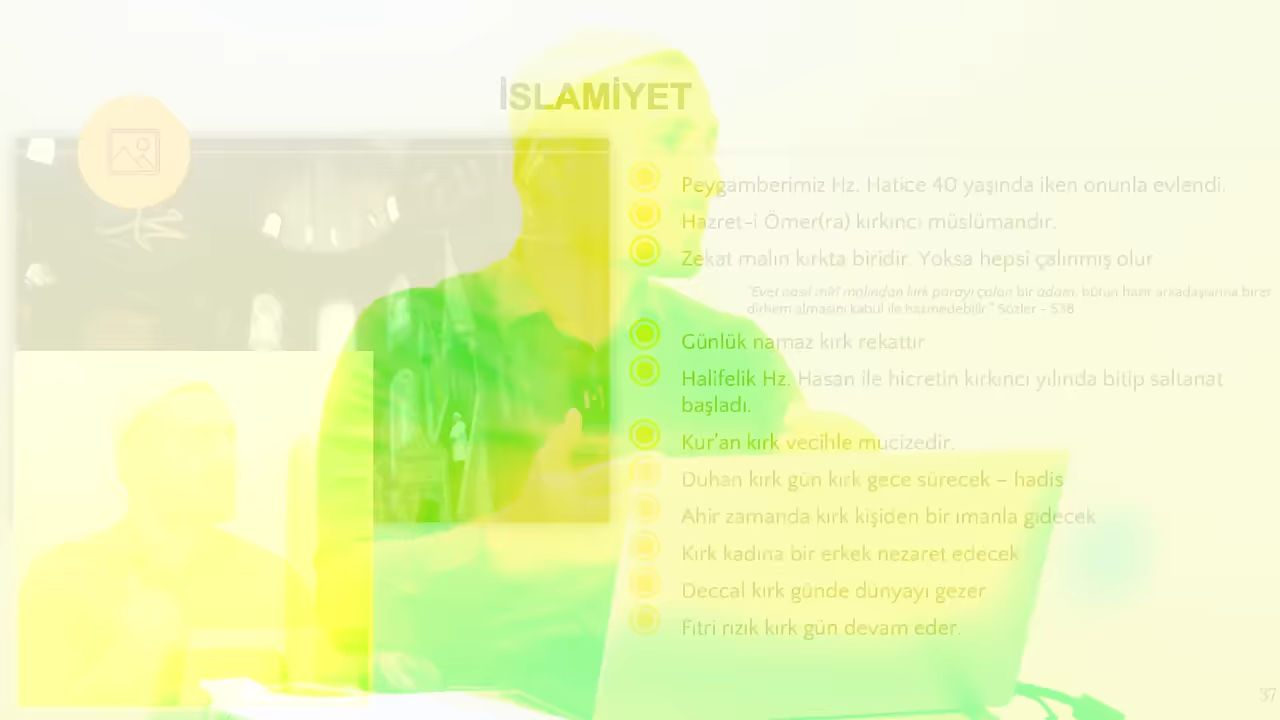 İSLAMİYET
Peygamberimiz Hz. Hatice 40 yaşında iken onunla evlendi.
Hazret-i Ömer(ra) kırkıncı müslümandır.
Zekat malın kırkta biridir. Yoksa hepsi çalınmış olur
"Evet nasıl mîrî malından kırk parayı çalan bir adam, bütün hazır arkadaşlarına birer
dirhem almasını kabul ile hazmedebilir." Sözler - 538
Günlük namaz kırk rekattır
Halifelik Hz. Hasan ile hicretin kırkıncı yılında bitip saltanat
başladı.
Kur'an kırk vecihle mucizedir.
Duhan kırk gün kırk gece sürecek – hadis
Ahir zamanda kırk kişiden bir imanla gidecek
Kırk kadına bir erkek nezaret edecek
Deccal kırk günde dünyayı gezer
Fıtri rızık kırk gün devam eder.
37